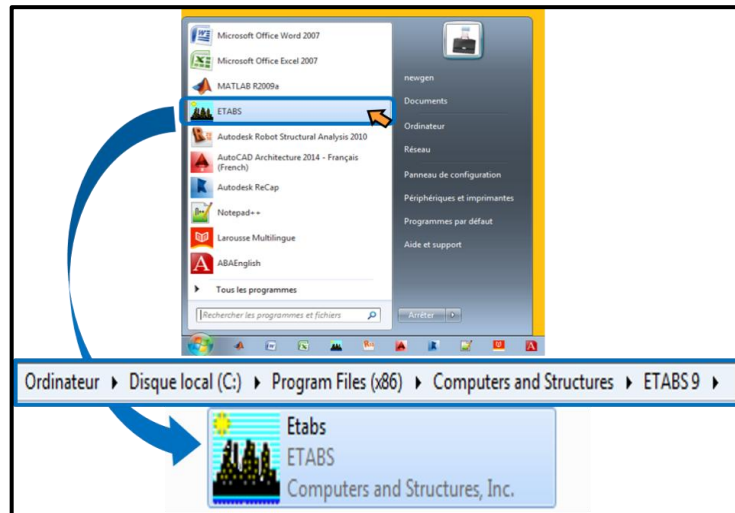 Microsoft Office Word 2007
Microsoft Office Excel 2007
MATLAB R2009a
ETABS
Autodesk Robot Structural Analysis 2010
AutoCAD Architecture 2014 - Français
(French)
Autodesk ReCap
Notepad++
Larousse Multilingue
ABAEnglish
Tous les programmes
Rechercher les programmes et fichiers
newgen
Documents
Ordinateur
Réseau
Panneau de configuration
Périphériques et imprimantes
Programmes par défaut
Aide et support
Arrêter
Ordinateur ▸ Disque local (C:) ▸ Program Files (x86) ▸ Computers and Structures ▸ ETABS 9 ▸
Etabs
ETABS
Computers and Structures, Inc.